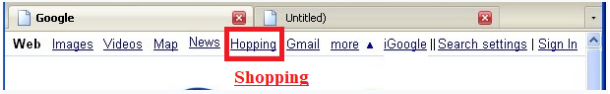 Google Untitled)
Web Images Videos Map News Hopping Gmail more ▲ iGoogle || Search settings | Sign In
Shopping